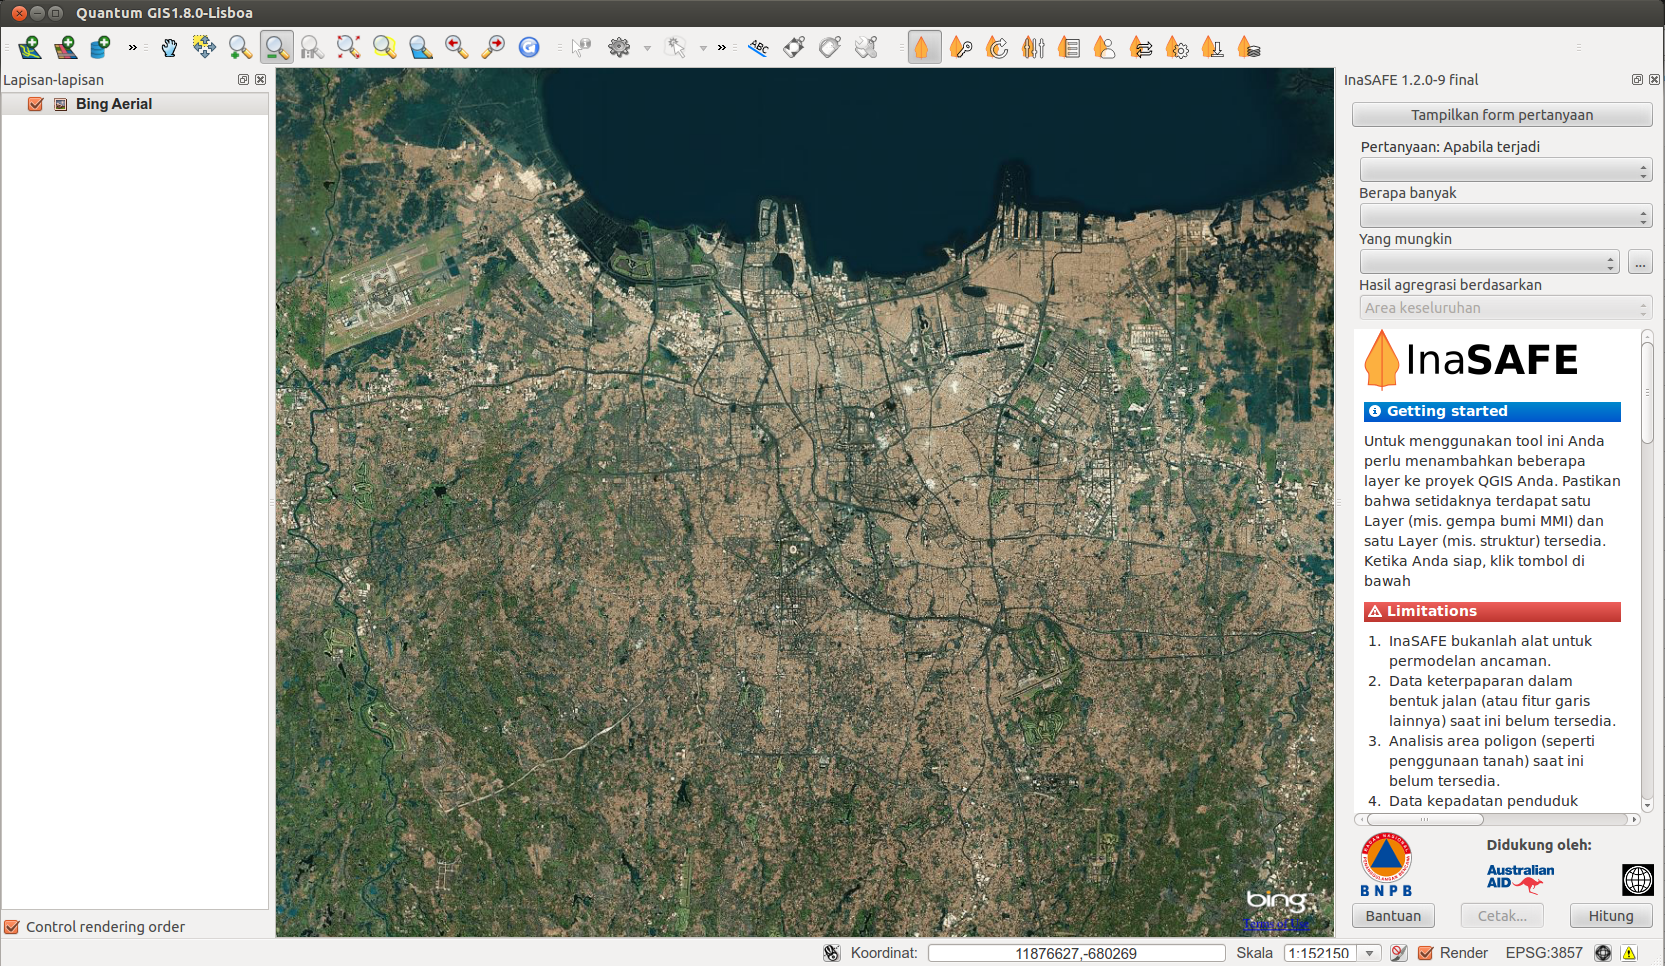 Quantum GIS1.8.0-Lisboa
Lapisan-lapisan
Bing Aerial
Control rendering order
bing
Terms of Use
InaSAFE 1.2.0-9 final
Tampilkan form pertanyaan
Pertanyaan: Apabila terjadi
Berapa banyak
Yang mungkin
...
Hasil agregrasi berdasarkan
Area keseluruhan
InaSAFE
Getting started
Untuk menggunakan tool ini Anda
perlu menambahkan beberapa
layer ke proyek QGIS Anda. Pastikan
bahwa setidaknya terdapat satu
Layer (mis. gempa bumi MMI) dan
satu Layer (mis. struktur) tersedia.
Ketika Anda siap, klik tombol di
bawah
Limitations
1. InaSAFE bukanlah alat untuk
permodelan ancaman.
2. Data keterpaparan dalam
bentuk jalan (atau fitur garis
lainnya) saat ini belum tersedia.
3. Analisis area poligon (seperti
penggunaan tanah) saat ini
belum tersedia.
4. Data kepadatan penduduk
BNPB
Didukung oleh:
Australian
AID
Bantuan
Cetak...
Hitung
Koordinat:
11876627,-680269
Skala
1:152150
Render
EPSG:3857